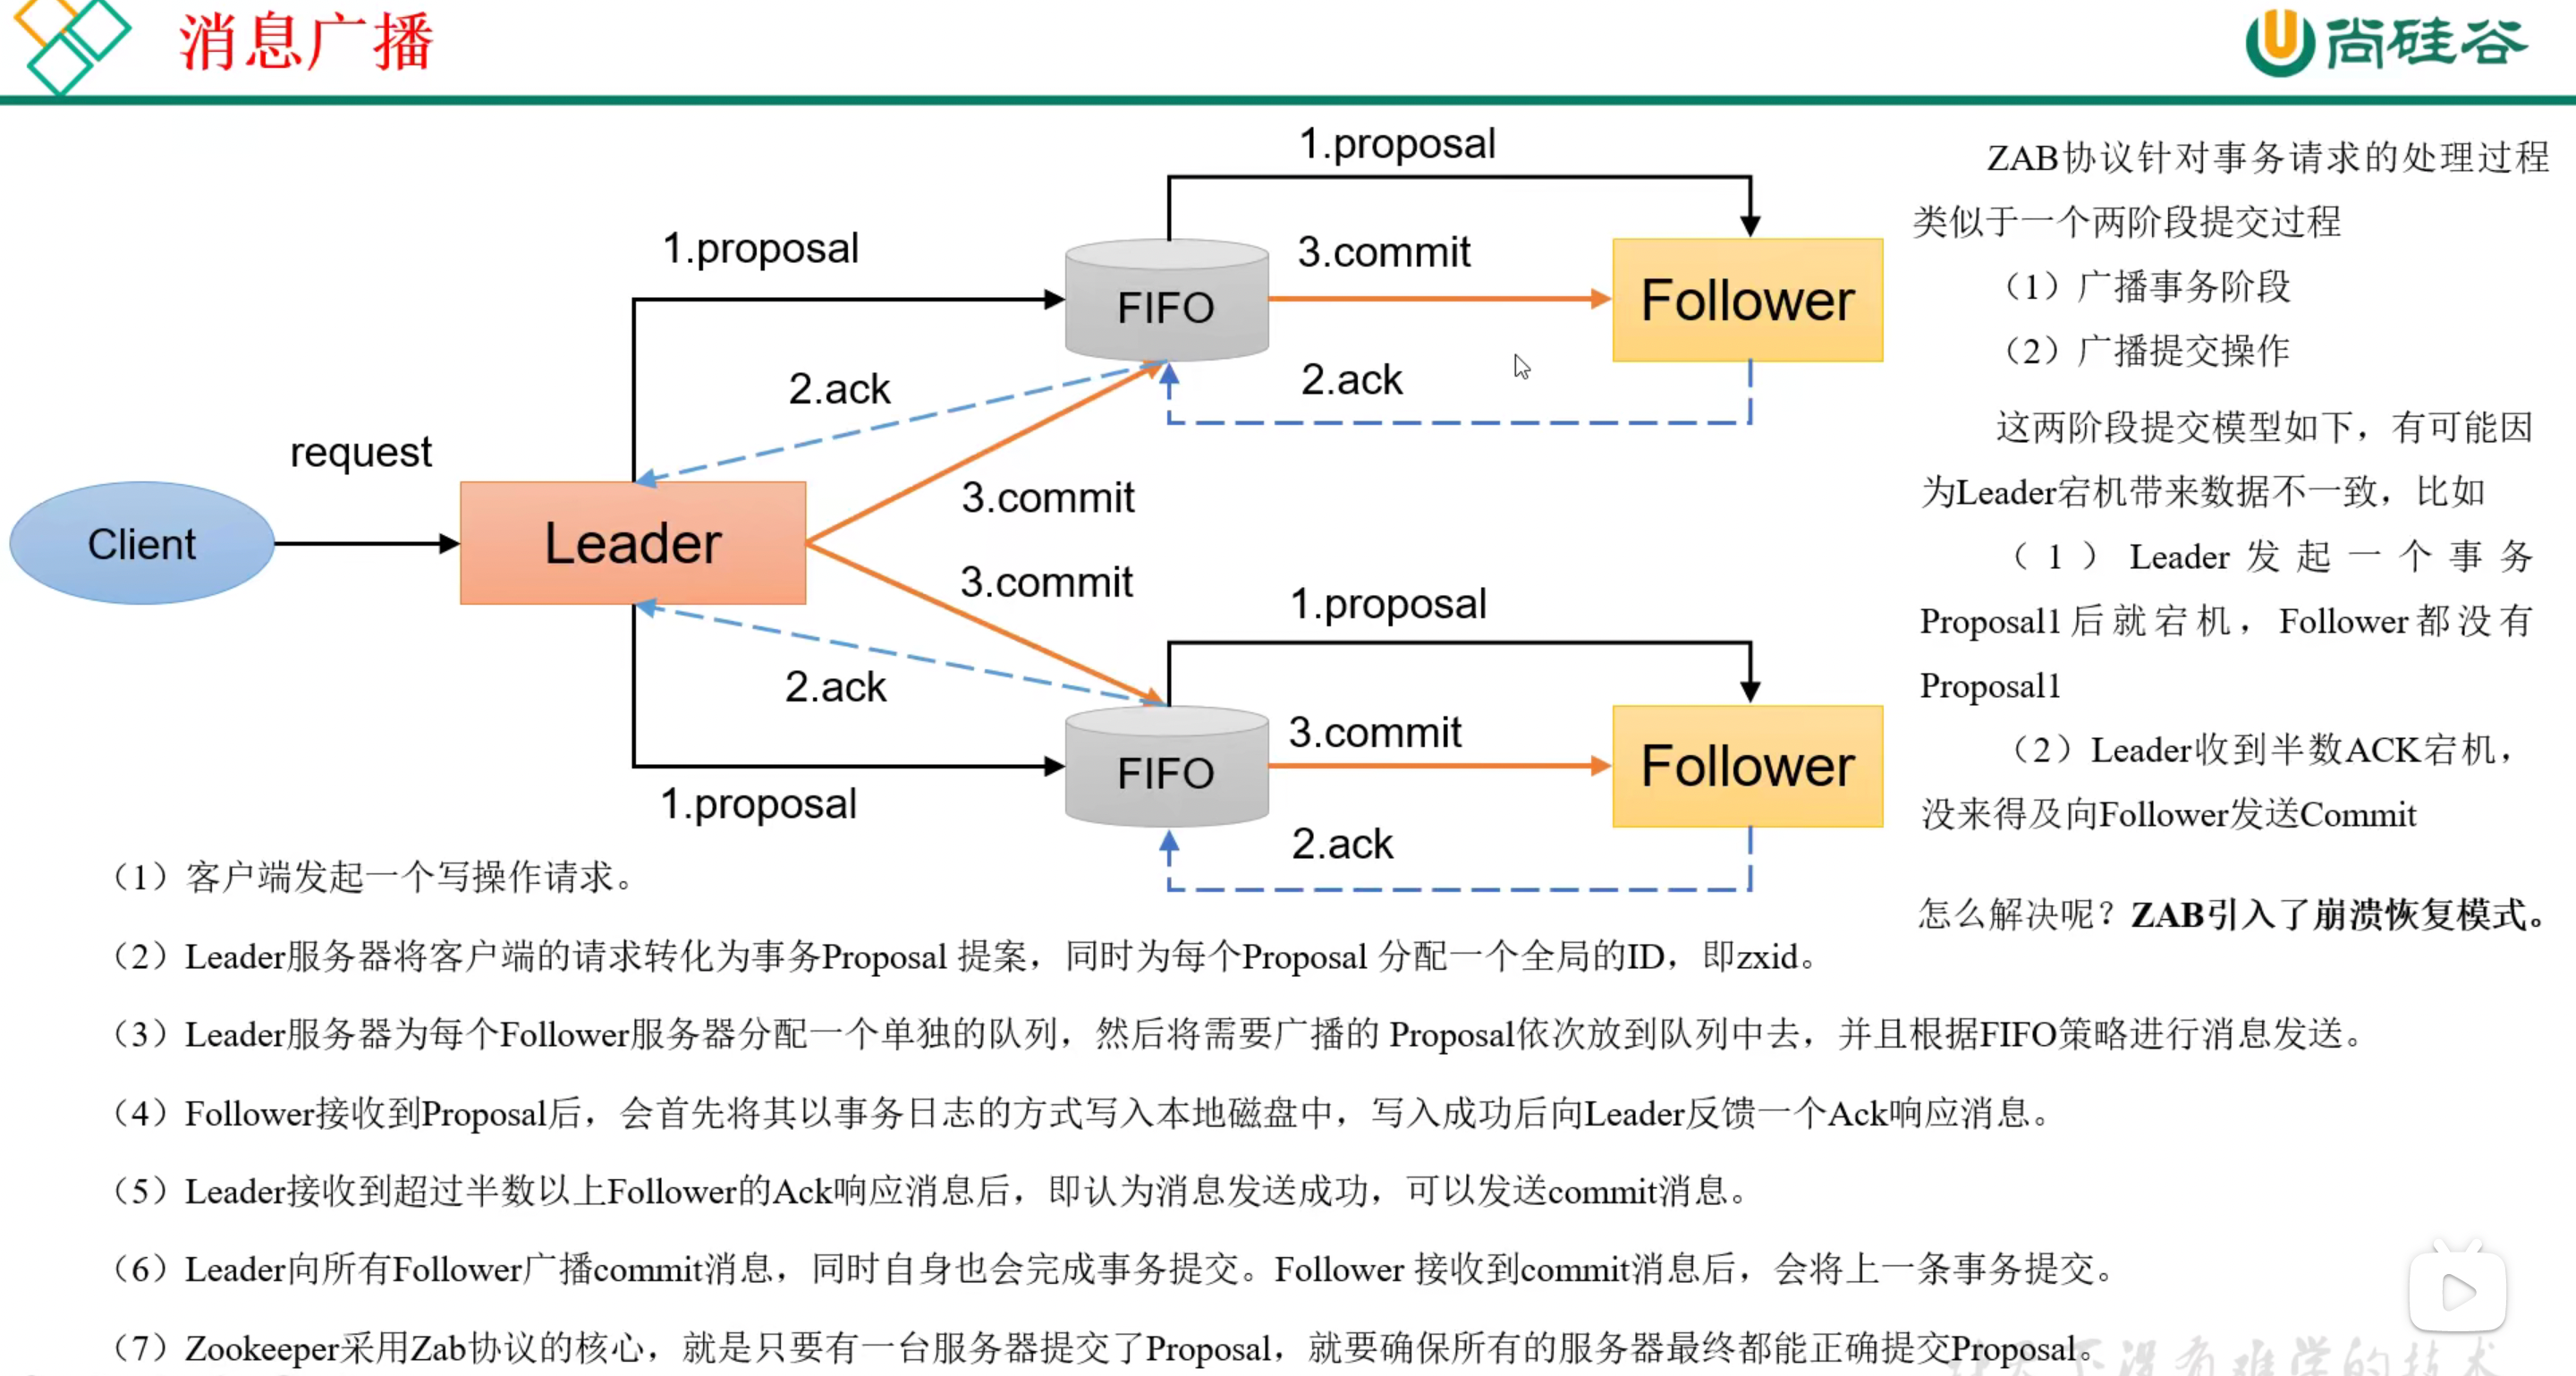 消息广播
尚硅谷
1.proposal
1.proposal
FIFO
3.commit
Follower
2.ack
2.ack
request
Client
Leader
3.commit
3.commit
1.proposal
2.ack
FIFO
3.commit
Follower
1.proposal
2.ack
ZAB协议针对事务请求的处理过程
类似于一个两阶段提交过程
（1）广播事务阶段
（2）广播提交操作
这两阶段提交模型如下，有可能因
为Leader宕机带来数据不一致，比如
（1）Leader发起一个事务
Proposal1后就宕机，Follower都没有
Proposal1
（2）Leader收到半数ACK宕机，
没来得及向Follower发送Commit
怎么解决呢？ZAB引入了崩溃恢复模式。
（1）客户端发起一个写操作请求。
（2）Leader服务器将客户端的请求转化为事务Proposal 提案，同时为每个Proposal 分配一个全局的ID，即zxid。
（3）Leader服务器为每个Follower服务器分配一个单独的队列，然后将需要广播的 Proposal依次放到队列中去，并且根据FIFO策略进行消息发送。
（4）Follower接收到Proposal后，会首先将其以事务日志的方式写入本地磁盘中，写入成功后向Leader反馈一个Ack响应消息。
（5）Leader接收到超过半数以上Follower的Ack响应消息后，即认为消息发送成功，可以发送commit消息。
（6）Leader向所有Follower广播commit消息，同时自身也会完成事务提交。Follower 接收到commit消息后，会将上一条事务提交。
（7）Zookeeper采用Zab协议的核心，就是只要有一台服务器提交了Proposal，就要确保所有的服务器最终都能正确提交Proposal。
下没有难学的技术